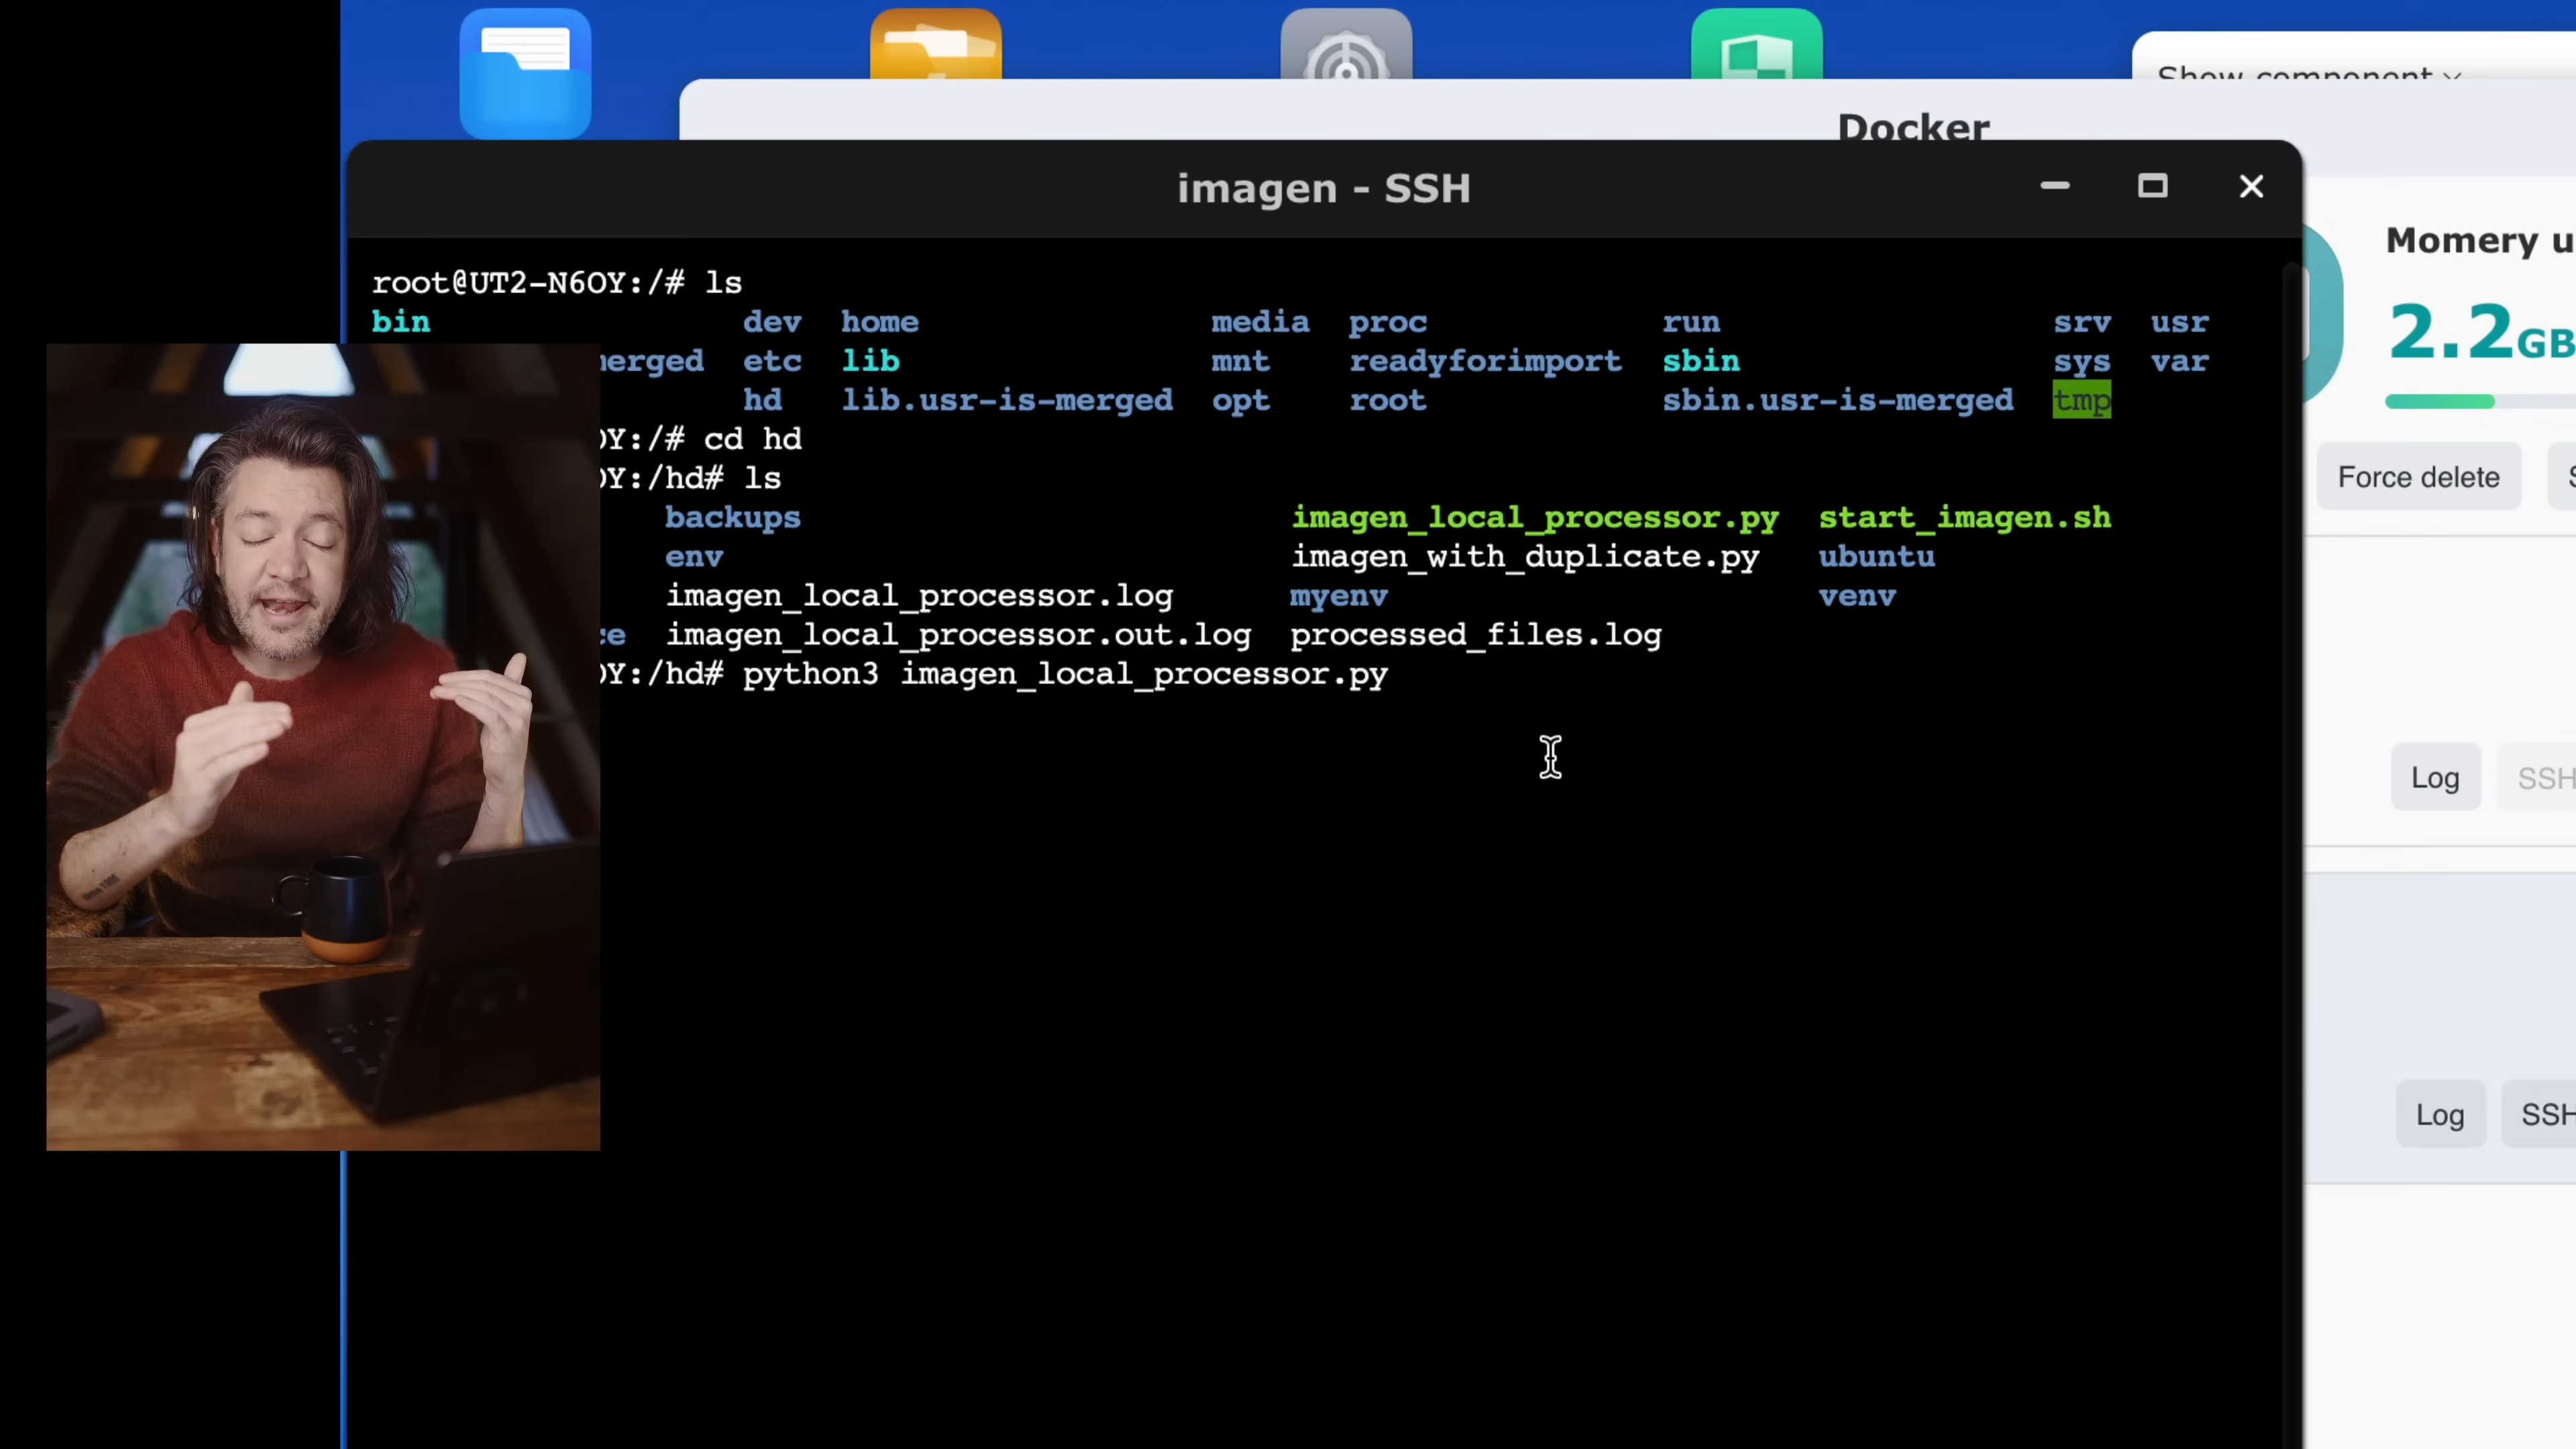 Show component
Docker
imagen - SSH
root@UT2-N6OY:/# ls
bin dev home media proc run srv usr
erged etc lib mnt readyforimport sbin sys var
hd lib.usr-is-merged opt root sbin.usr-is-merged tmp
Y:/# cd hd
Y:/hd# ls
backups imagen_local_processor.py start_imagen.sh
env imagen_with_duplicate.py ubuntu
imagen_local_processor.log myenv venv
e imagen_local_processor.out.log processed_files.log
Y:/hd# python3 imagen_local_processor.py
Momery u
2.2GB
Force delete S
Log SSH
Log SSH